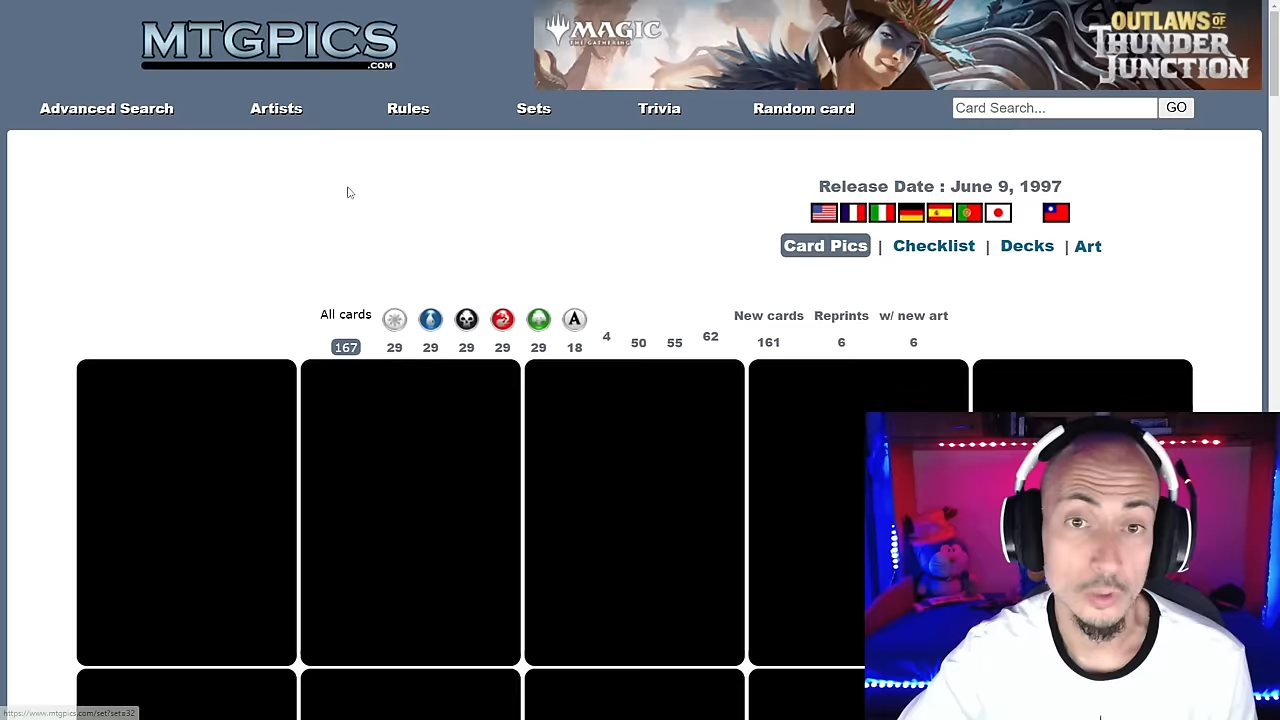 MTGPICS
.COM
MAGIC
THE GATHERING
OUTLAWS OF
THUNDER
JUNCTION
Advanced Search
Artists
Rules
Sets
Trivia
Random card
Card Search...
GO
Release Date : June 9, 1997
Card Pics | Checklist | Decks | Art
All cards
A
New cards
Reprints
w/ new art
167
29
29
29
29
29
18
4
50
55
62
161
6
6
https://www.mtgpics.com/set?set=32